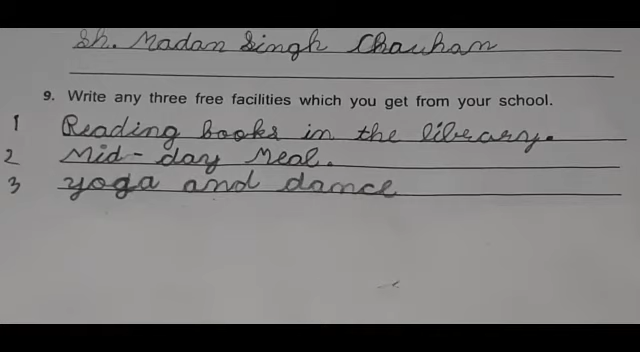 Sh. Madan Singh Chauhan
9. Write any three free facilities which you get from your school.
1 Reading books in the library.
2 Mid-day Meal.
3 yoga and dance